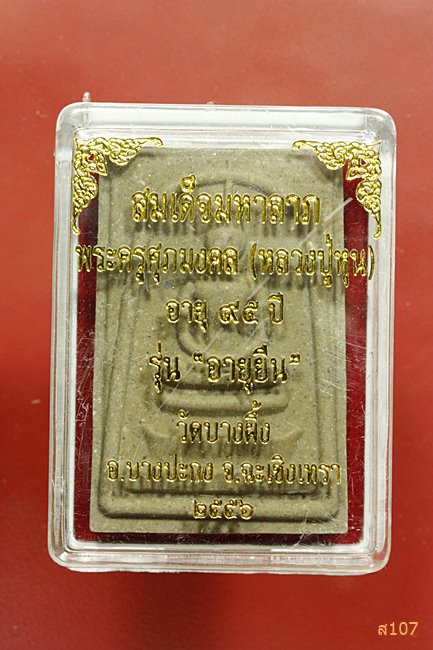 สมเด็จมหาลาภ
พระครูศุภมงคล (หลวงปู่หุน)
อายุ ๙๕ ปี
รุ่น "อายุยืน"
วัดบางผึ้ง
อ.บางปะกง จ.ฉะเชิงเทรา
๒๕๕๖
ส107